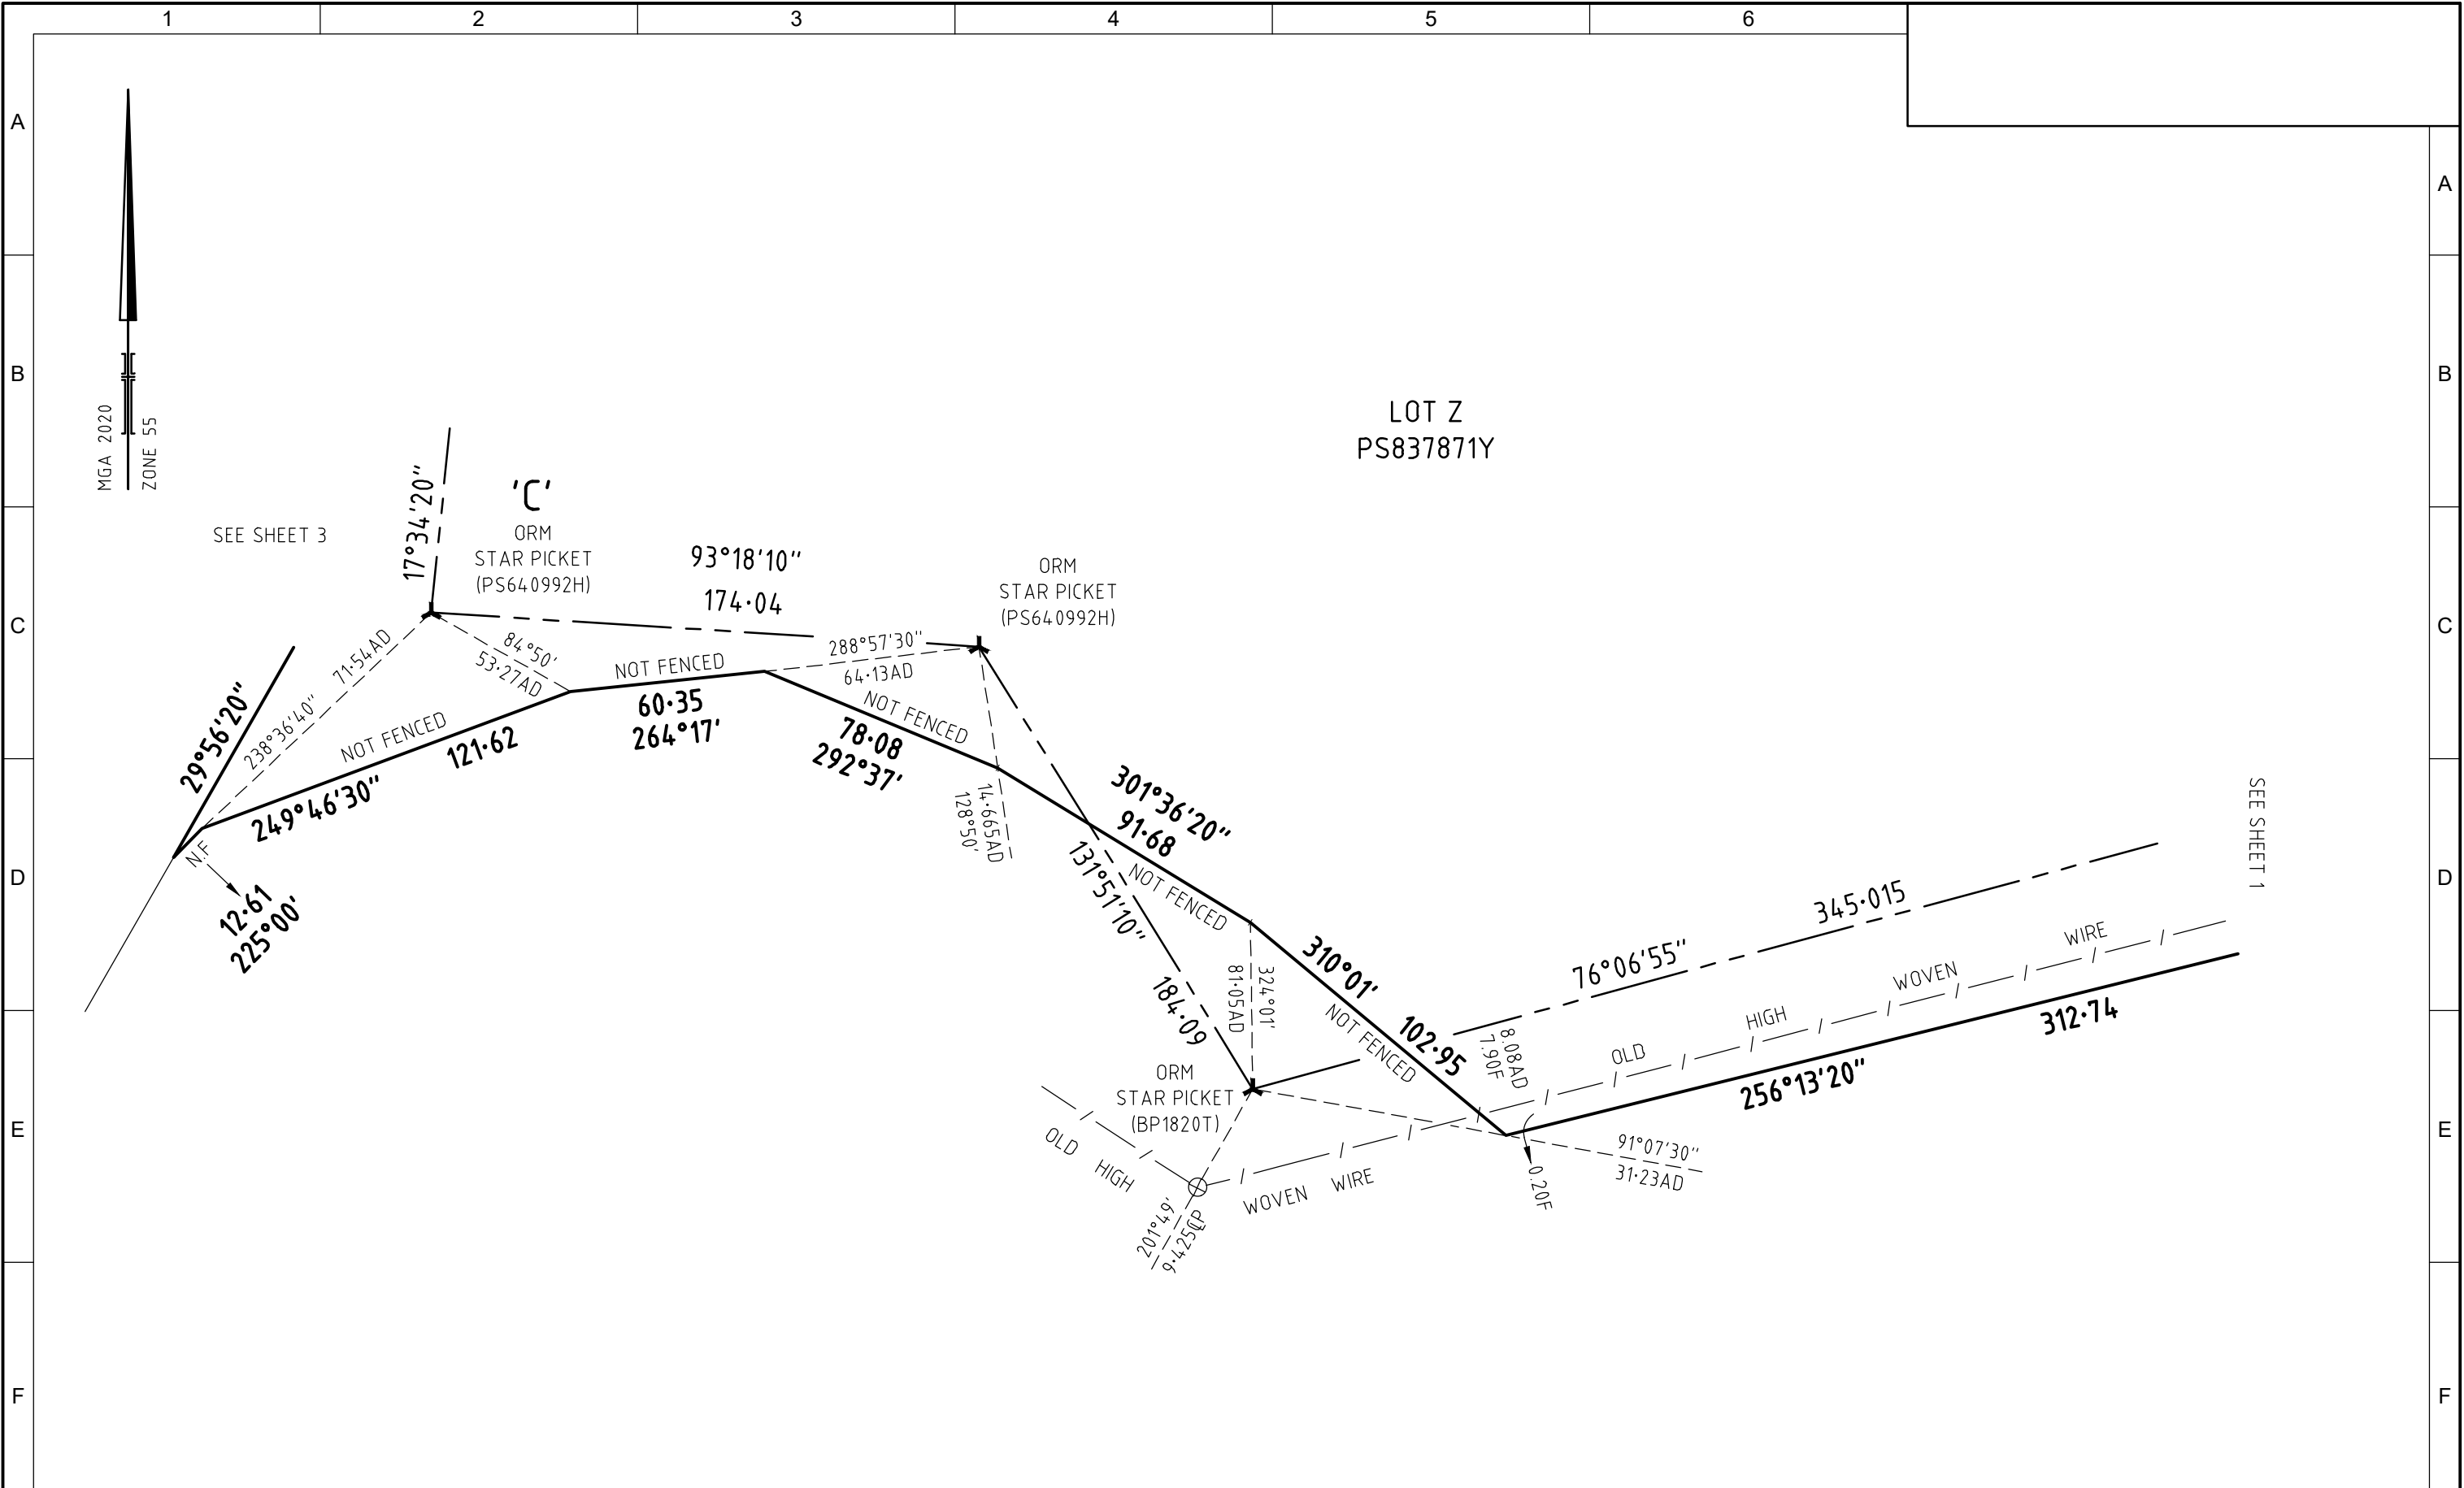 1 2 3 4 5 6
A
A
B
B
C
C
D
D
E
E
F
F
MGA 2020
ZONE 55
LOT Z
PS837871Y
SEE SHEET 3
17°34'20"
'C'
ORM
STAR PICKET
(PS640992H)
93°18'10"
174·04
ORM
STAR PICKET
(PS640992H)
29°56'20"
238°36'40" 71·54AD
84°50'
53·27AD
NOT FENCED
60·35
264°17'
288°57'30"
64·13AD
NOT FENCED
121·62
249°46'30"
NOT FENCED
78·08
292°37'
N.F
12·61
225°00'
14·665AD
128°50'
301°36'20"
91·68
NOT FENCED
131°51'10"
184·09
324°01'
81·05AD
310°01'
102·95
NOT FENCED
SEE SHEET 1
345·015
76°06'55"
OLD HIGH WOVEN WIRE
312·74
256°13'20"
8.08AD
7.90F
0.20F
91°07'30"
31·23AD
ORM
STAR PICKET
(BP1820T)
OLD HIGH
WOVEN WIRE
201°49'